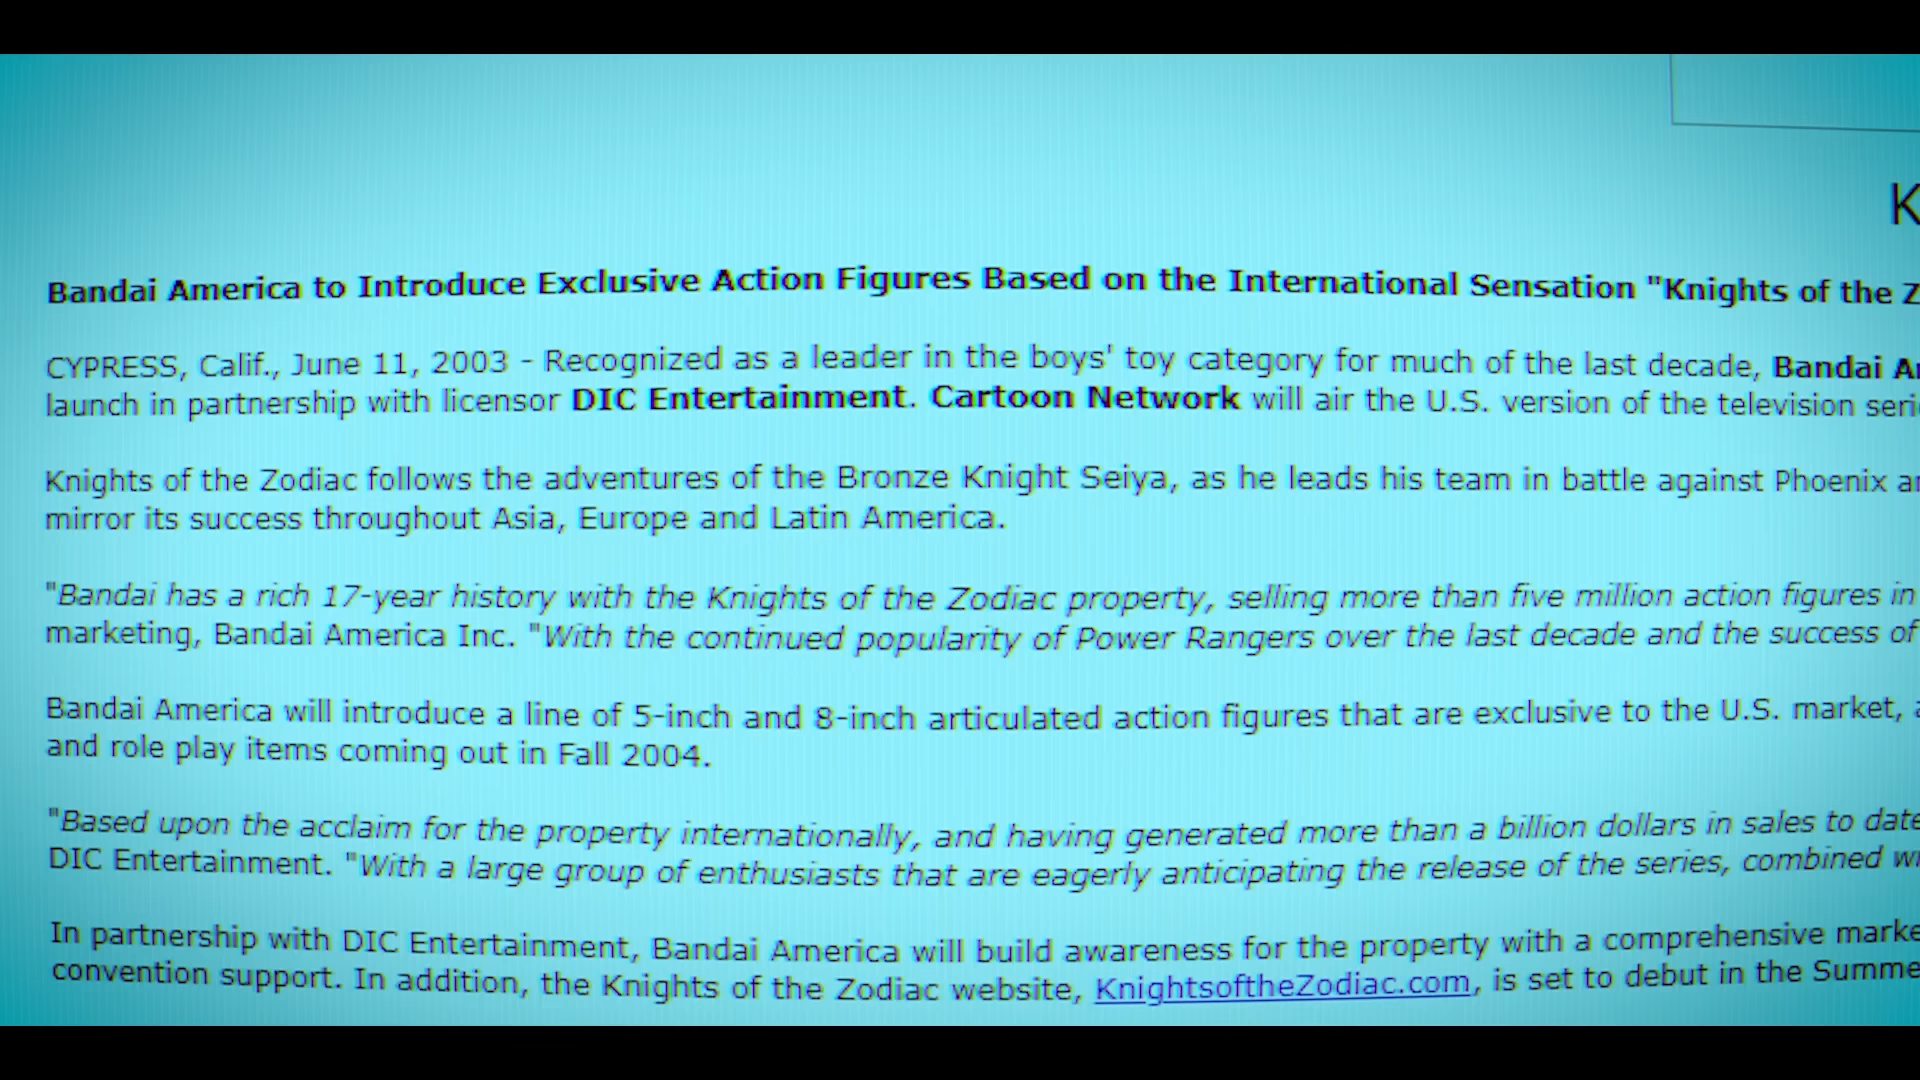 K
Bandai America to Introduce Exclusive Action Figures Based on the International Sensation "Knights of the Z
CYPRESS, Calif., June 11, 2003 - Recognized as a leader in the boys' toy category for much of the last decade, Bandai
launch in partnership with licensor DIC Entertainment. Cartoon Network will air the U.S. version of the television
Knights of the Zodiac follows the adventures of the Bronze Knight Seiya, as he leads his team in battle against Phoenix
mirror its success throughout Asia, Europe and Latin America.
"Bandai has a rich 17-year history with the Knights of the Zodiac property, selling more than five million action figures in
marketing, Bandai America Inc. "With the continued popularity of Power Rangers over the last decade and the success of
Bandai America will introduce a line of 5-inch and 8-inch articulated action figures that are exclusive to the U.S. market,
and role play items coming out in Fall 2004.
"Based upon the acclaim for the property internationally, and having generated more than a billion dollars in sales to date
DIC Entertainment. "With a large group of enthusiasts that are eagerly anticipating the release of the series, combined
In partnership with DIC Entertainment, Bandai America will build awareness for the property with a comprehensive
convention support. In addition, the Knights of the Zodiac website, KnightsoftheZodiac.com, is set to debut in the